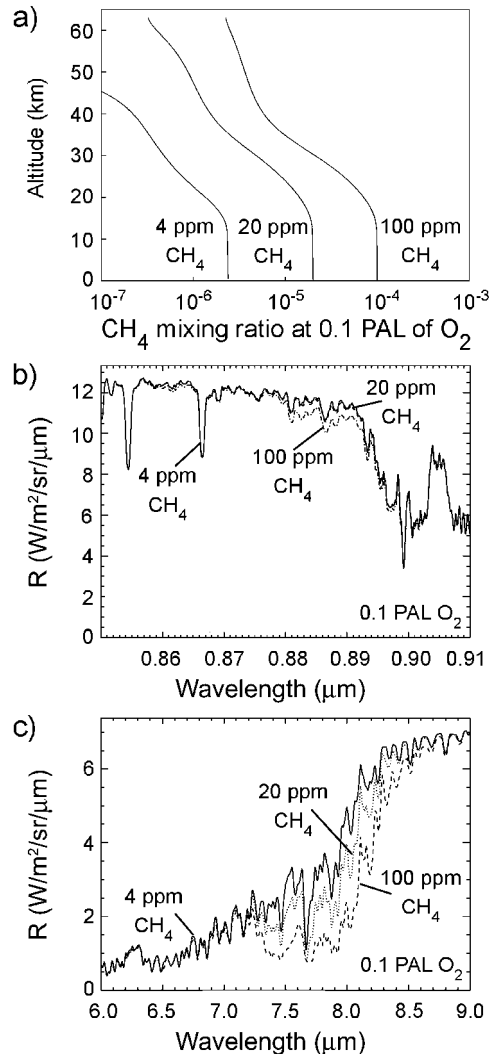 a)
60
50
40
30
20
10
0
Altitude (km)
4 ppm
CH₄
20 ppm
CH₄
100 ppm
CH₄
10⁻⁷ 10⁻⁶ 10⁻⁵ 10⁻⁴ 10⁻³
CH₄ mixing ratio at 0.1 PAL of O₂
b)
12
10
8
6
4
2
0
R (W/m²/sr/µm)
20 ppm
CH₄
100 ppm
CH₄
4 ppm
CH₄
0.1 PAL O₂
0.86 0.87 0.88 0.89 0.90 0.91
Wavelength (µm)
c)
6
4
2
0
R (W/m²/sr/µm)
20 ppm
CH₄
100 ppm
CH₄
4 ppm
CH₄
0.1 PAL O₂
6.0 6.5 7.0 7.5 8.0 8.5 9.0
Wavelength (µm)